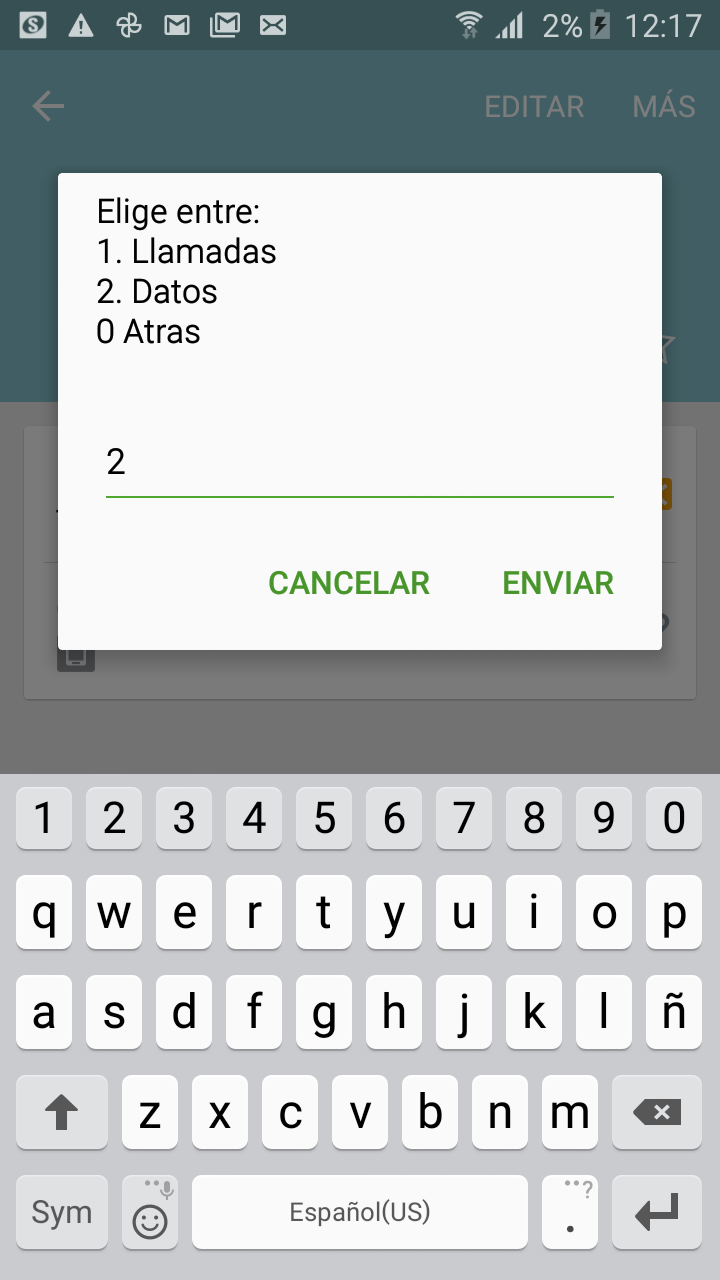 2% 12:17
EDITAR MÁS
Elige entre:
1. Llamadas
2. Datos
0 Atras
2
CANCELAR ENVIAR
1 2 3 4 5 6 7 8 9 0
q w e r t y u i o p
a s d f g h j k l ñ
z x c v b n m
Sym Español(US) . ?